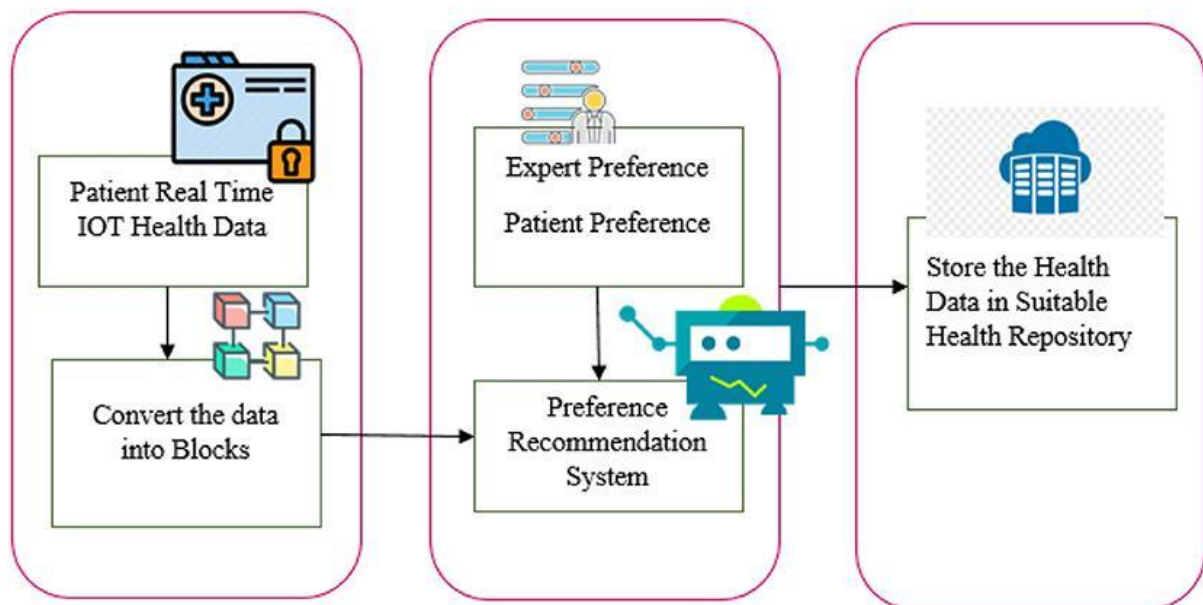 Patient Real Time
IOT Health Data
Convert the data
into Blocks
Expert Preference
Patient Preference
Preference
Recommendation
System
Store the Health
Data in Suitable
Health Repository